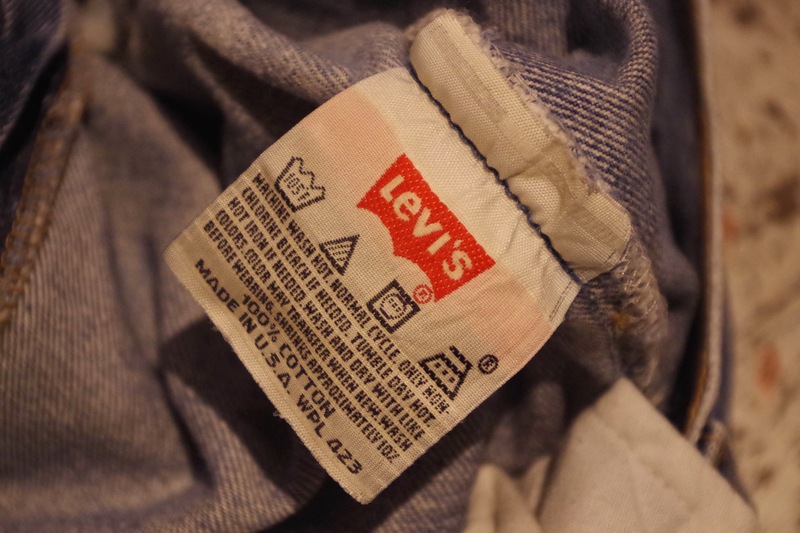 Levi's
®
105
®
MACHINE WASH HOT NORMAL CYCLE. ONLY NON-
CHLORINE BLEACH IF NEEDED. TUMBLE DRY HOT.
HOT IRON IF NEEDED. WASH AND DRY WITH LIKE
COLORS. COLOR MAY TRANSFER WHEN NEW. WASH
BEFORE WEARING. SHRINKS APPROXIMATELY 10%.
100% COTTON
MADE IN U.S.A. WPL 423